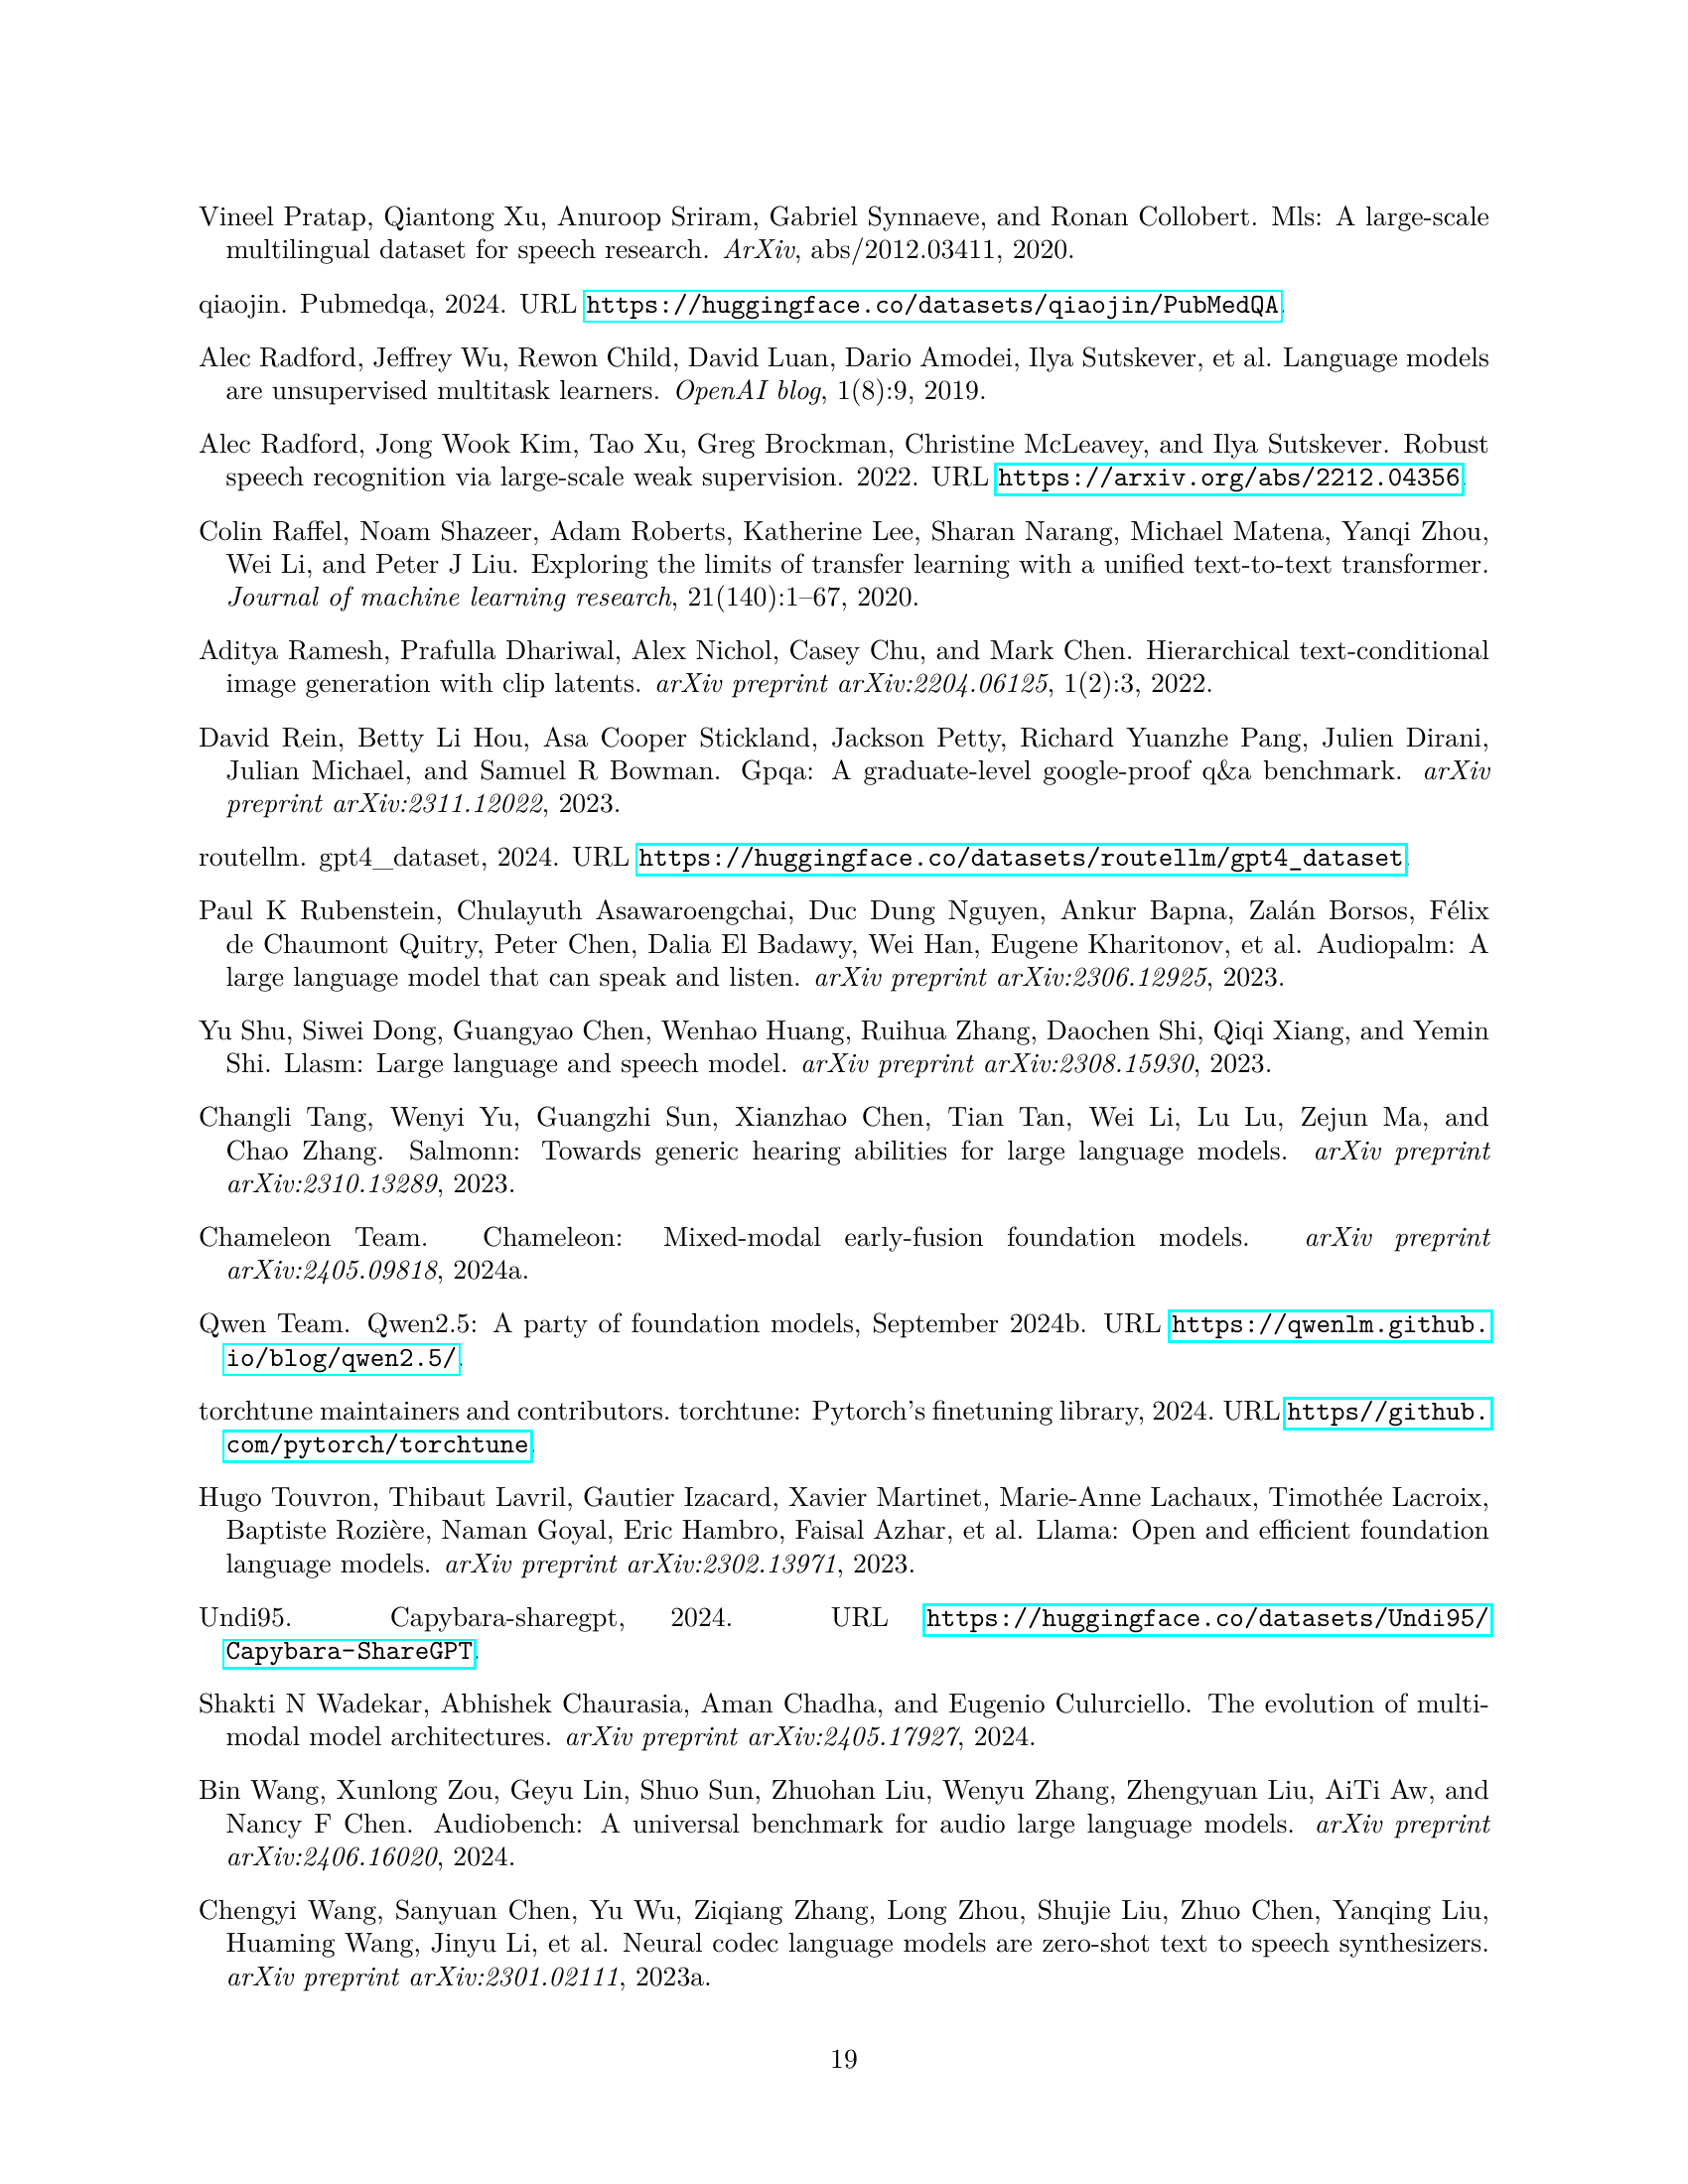 Vineel Pratap, Qiantong Xu, Anuroop Sriram, Gabriel Synnaeve, and Ronan Collobert. Mls: A large-scale
multilingual dataset for speech research. ArXiv, abs/2012.03411, 2020.
qiaojin. Pubmedqa, 2024. URL https://huggingface.co/datasets/qiaojin/PubMedQA.
Alec Radford, Jeffrey Wu, Rewon Child, David Luan, Dario Amodei, Ilya Sutskever, et al. Language models
are unsupervised multitask learners. OpenAI blog, 1(8):9, 2019.
Alec Radford, Jong Wook Kim, Tao Xu, Greg Brockman, Christine McLeavey, and Ilya Sutskever. Robust
speech recognition via large-scale weak supervision. 2022. URL https://arxiv.org/abs/2212.04356.
Colin Raffel, Noam Shazeer, Adam Roberts, Katherine Lee, Sharan Narang, Michael Matena, Yanqi Zhou,
Wei Li, and Peter J Liu. Exploring the limits of transfer learning with a unified text-to-text transformer.
Journal of machine learning research, 21(140):1–67, 2020.
Aditya Ramesh, Prafulla Dhariwal, Alex Nichol, Casey Chu, and Mark Chen. Hierarchical text-conditional
image generation with clip latents. arXiv preprint arXiv:2204.06125, 1(2):3, 2022.
David Rein, Betty Li Hou, Asa Cooper Stickland, Jackson Petty, Richard Yuanzhe Pang, Julien Dirani,
Julian Michael, and Samuel R Bowman. Gpqa: A graduate-level google-proof q&a benchmark. arXiv
preprint arXiv:2311.12022, 2023.
routellm. gpt4_dataset, 2024. URL https://huggingface.co/datasets/routellm/gpt4_dataset.
Paul K Rubenstein, Chulayuth Asawaroengchai, Duc Dung Nguyen, Ankur Bapna, Zalán Borsos, Félix
de Chaumont Quitry, Peter Chen, Dalia El Badawy, Wei Han, Eugene Kharitonov, et al. Audiopalm: A
large language model that can speak and listen. arXiv preprint arXiv:2306.12925, 2023.
Yu Shu, Siwei Dong, Guangyao Chen, Wenhao Huang, Ruihua Zhang, Daochen Shi, Qiqi Xiang, and Yemin
Shi. Llasm: Large language and speech model. arXiv preprint arXiv:2308.15930, 2023.
Changli Tang, Wenyi Yu, Guangzhi Sun, Xianzhao Chen, Tian Tan, Wei Li, Lu Lu, Zejun Ma, and
Chao Zhang. Salmonn: Towards generic hearing abilities for large language models. arXiv preprint
arXiv:2310.13289, 2023.
Chameleon Team. Chameleon: Mixed-modal early-fusion foundation models. arXiv preprint
arXiv:2405.09818, 2024a.
Qwen Team. Qwen2.5: A party of foundation models, September 2024b. URL https://qwenlm.github.
io/blog/qwen2.5/.
torchtune maintainers and contributors. torchtune: Pytorch's finetuning library, 2024. URL https//github.
com/pytorch/torchtune.
Hugo Touvron, Thibaut Lavril, Gautier Izacard, Xavier Martinet, Marie-Anne Lachaux, Timothée Lacroix,
Baptiste Rozière, Naman Goyal, Eric Hambro, Faisal Azhar, et al. Llama: Open and efficient foundation
language models. arXiv preprint arXiv:2302.13971, 2023.
Undi95. Capybara-sharegpt, 2024. URL https://huggingface.co/datasets/Undi95/
Capybara-ShareGPT.
Shakti N Wadekar, Abhishek Chaurasia, Aman Chadha, and Eugenio Culurciello. The evolution of multi-
modal model architectures. arXiv preprint arXiv:2405.17927, 2024.
Bin Wang, Xunlong Zou, Geyu Lin, Shuo Sun, Zhuohan Liu, Wenyu Zhang, Zhengyuan Liu, AiTi Aw, and
Nancy F Chen. Audiobench: A universal benchmark for audio large language models. arXiv preprint
arXiv:2406.16020, 2024.
Chengyi Wang, Sanyuan Chen, Yu Wu, Ziqiang Zhang, Long Zhou, Shujie Liu, Zhuo Chen, Yanqing Liu,
Huaming Wang, Jinyu Li, et al. Neural codec language models are zero-shot text to speech synthesizers.
arXiv preprint arXiv:2301.02111, 2023a.
19